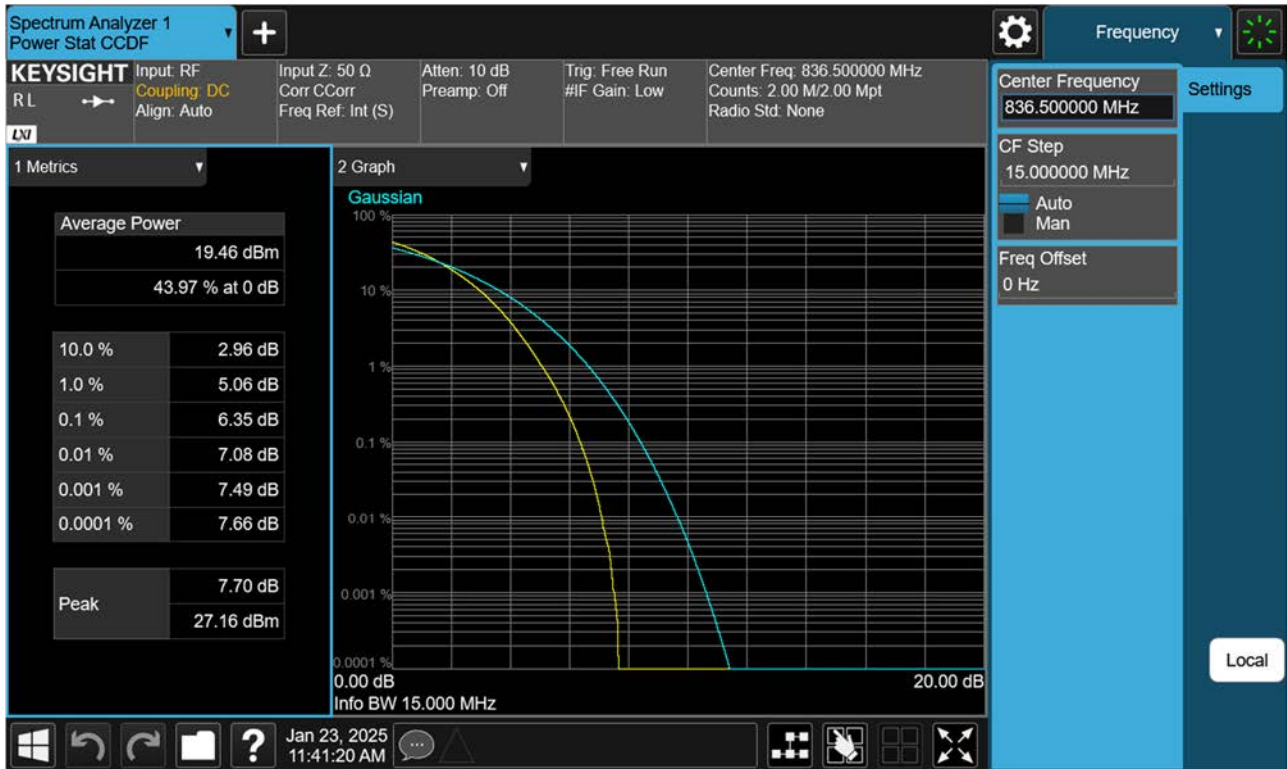 Spectrum Analyzer 1
Power Stat CCDF
+
Frequency
KEYSIGHT
RL
LXI
Input: RF
Coupling: DC
Align: Auto
Input Z: 50 Ω
Corr CCorr
Freq Ref: Int (S)
Atten: 10 dB
Preamp: Off
Trig: Free Run
#IF Gain: Low
Center Freq: 836.500000 MHz
Counts: 2.00 M/2.00 Mpt
Radio Std: None
Center Frequency
836.500000 MHz
Settings
CF Step
15.000000 MHz
Auto
Man
Freq Offset
0 Hz
Local
1 Metrics
Average Power
19.46 dBm
43.97 % at 0 dB
10.0 % 2.96 dB
1.0 % 5.06 dB
0.1 % 6.35 dB
0.01 % 7.08 dB
0.001 % 7.49 dB
0.0001 % 7.66 dB
Peak
7.70 dB
27.16 dBm
2 Graph
Gaussian
100 %
10 %
1 %
0.1 %
0.01 %
0.001 %
0.0001 %
0.00 dB 20.00 dB
Info BW 15.000 MHz
?
Jan 23, 2025
11:41:20 AM